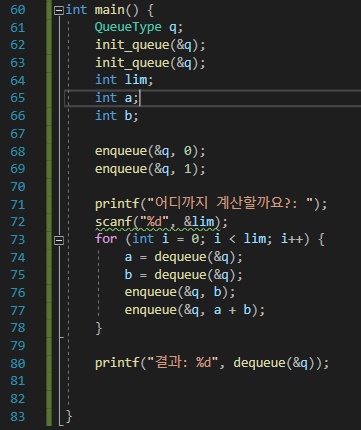 60 int main() {
61 QueueType q;
62 init_queue(&q);
63 init_queue(&q);
64 int lim;
65 int a;
66 int b;
67
68 enqueue(&q, 0);
69 enqueue(&q, 1);
70
71 printf("어디까지 계산할까요?: ");
72 scanf("%d", &lim);
73 for (int i = 0; i < lim; i++) {
74 a = dequeue(&q);
75 b = dequeue(&q);
76 enqueue(&q, b);
77 enqueue(&q, a + b);
78 }
79
80 printf("결과: %d", dequeue(&q));
81
82
83 }